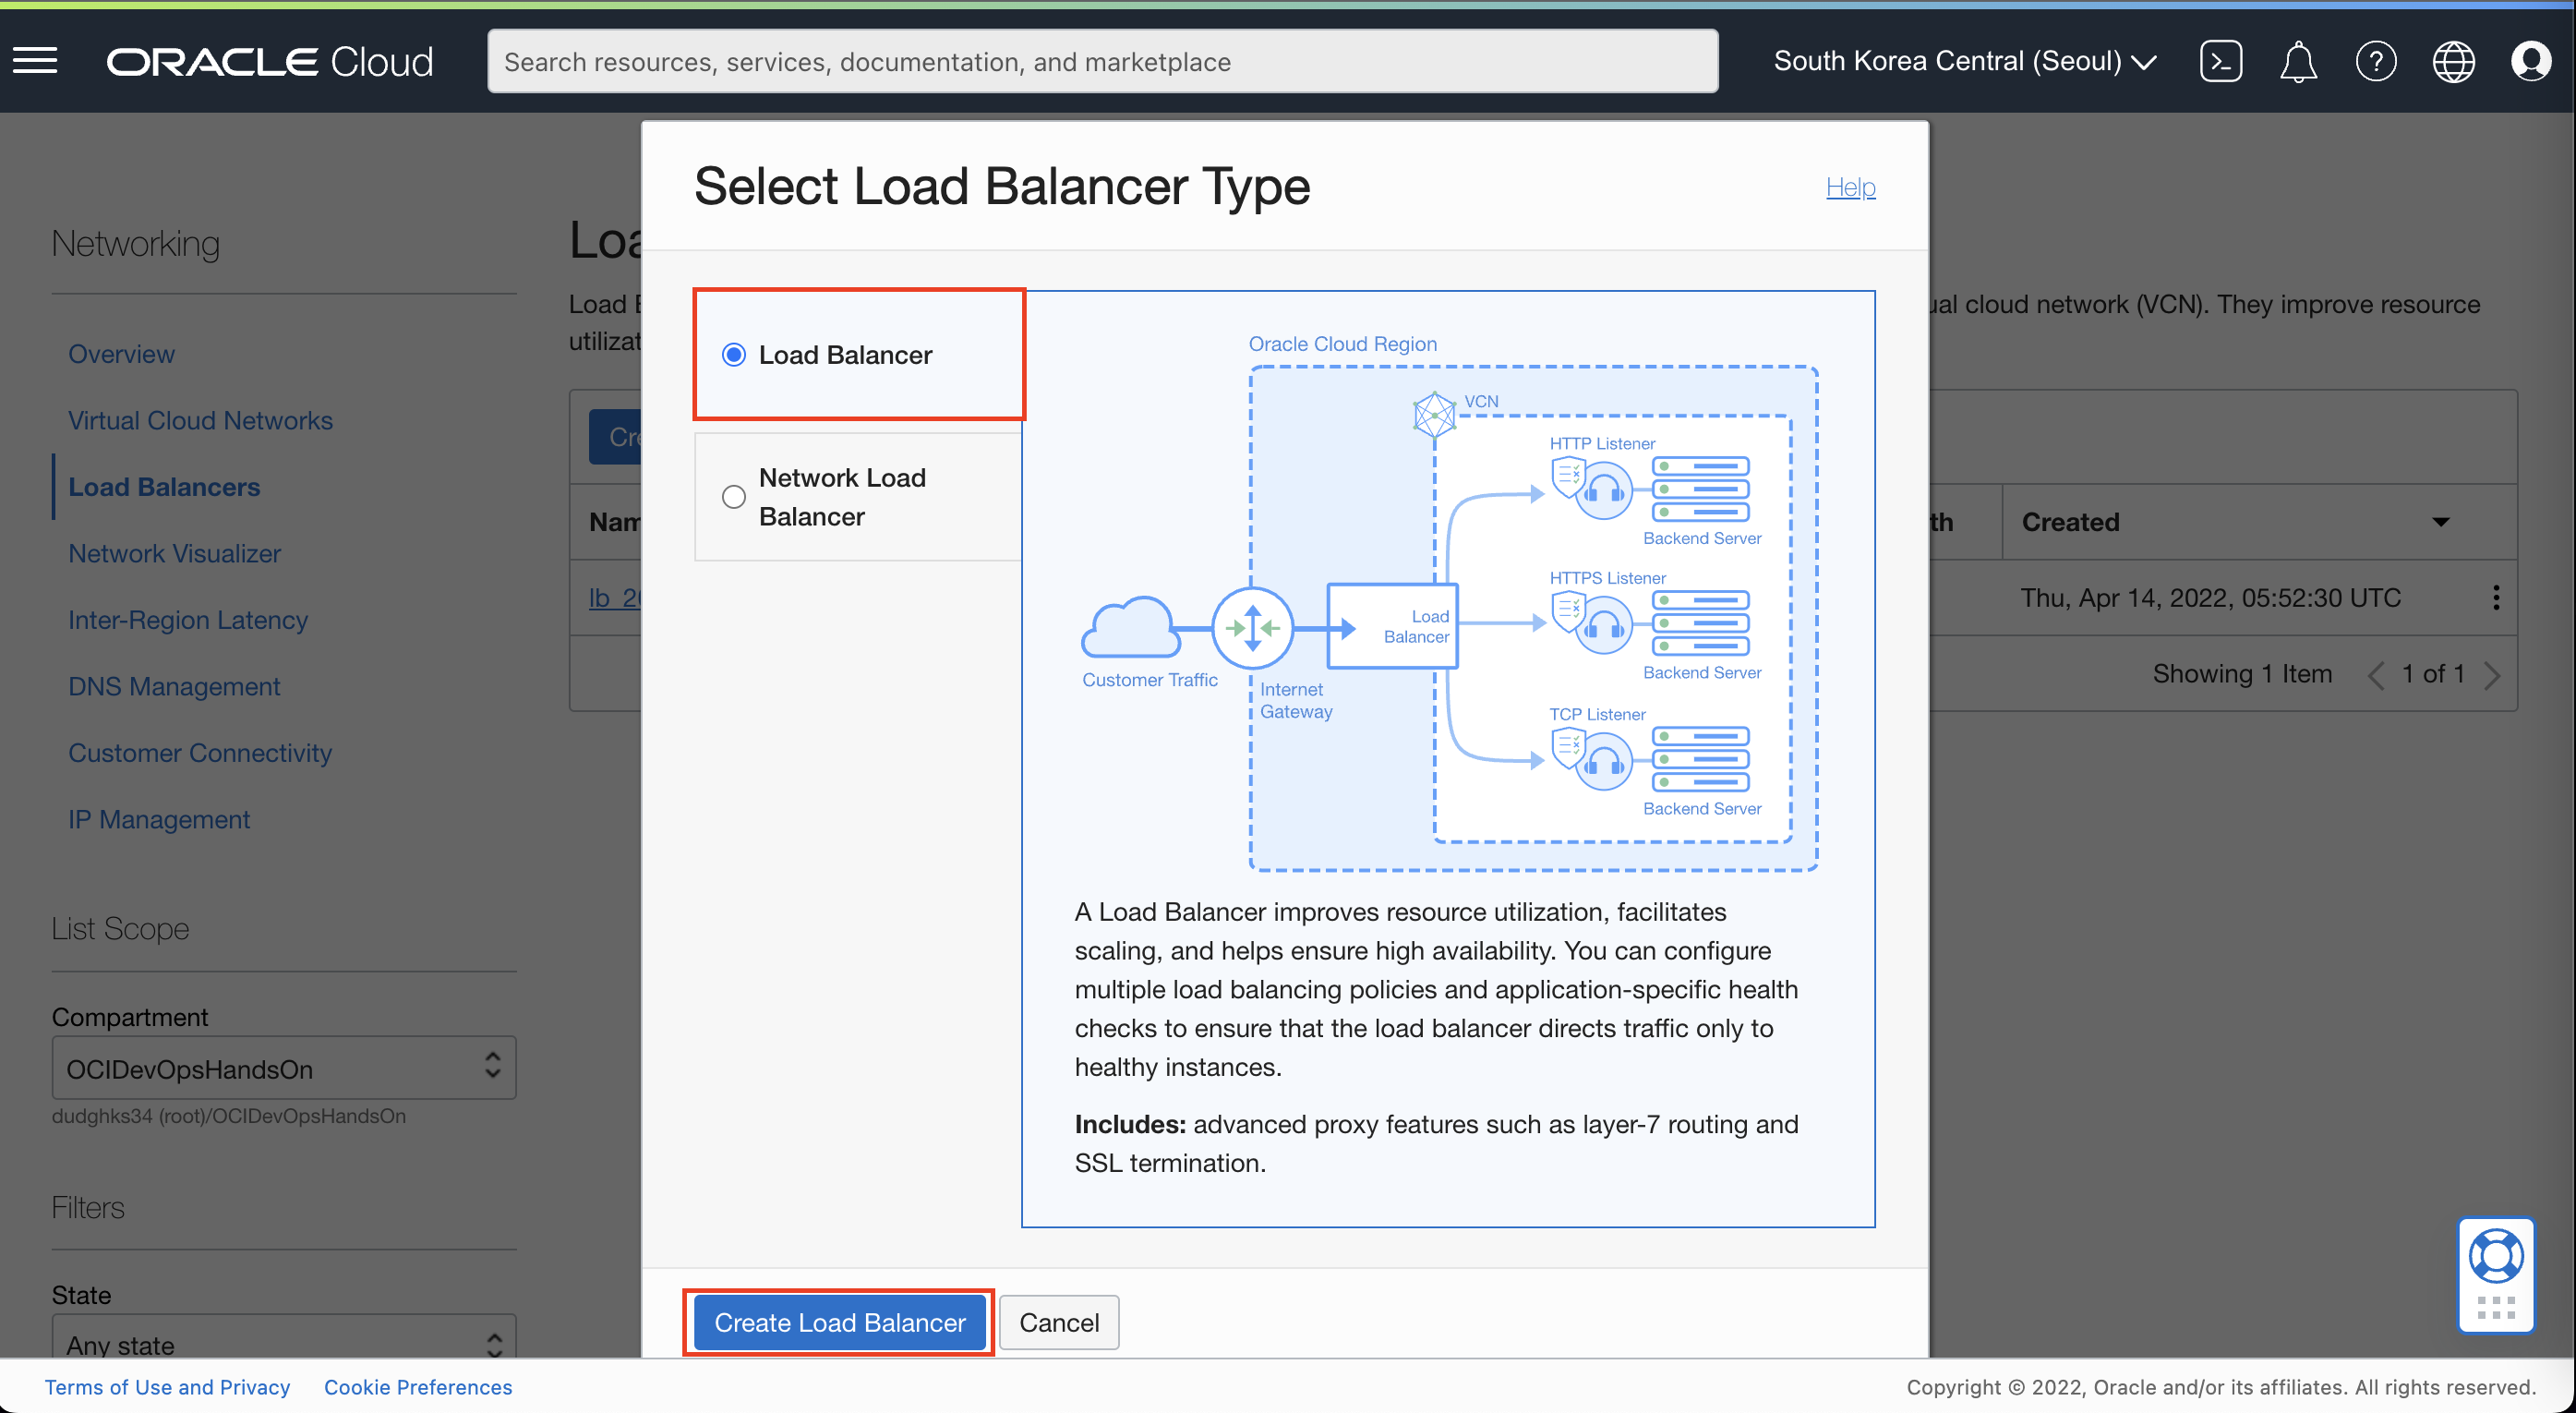 ORACLE Cloud
Search resources, services, documentation, and marketplace
South Korea Central (Seoul)
Networking
Overview
Virtual Cloud Networks
Load Balancers
Network Visualizer
Inter-Region Latency
DNS Management
Customer Connectivity
IP Management
List Scope
Compartment
OCIDevOpsHandsOn
dudghks34 (root)/OCIDevOpsHandsOn
Filters
State
Any state
Select Load Balancer Type
Help
Load Balancer
Network Load
Balancer
Oracle Cloud Region
VCN
HTTP Listener
Backend Server
HTTPS Listener
Load
Balancer
Backend Server
Customer Traffic
Internet
Gateway
TCP Listener
Backend Server
A Load Balancer improves resource utilization, facilitates
scaling, and helps ensure high availability. You can configure
multiple load balancing policies and application-specific health
checks to ensure that the load balancer directs traffic only to
healthy instances.
Includes: advanced proxy features such as layer-7 routing and
SSL termination.
Create Load Balancer
Cancel
Load
cloud network (VCN). They improve resource
Created
Thu, Apr 14, 2022, 05:52:30 UTC
Showing 1 Item
1 of 1
Terms of Use and Privacy
Cookie Preferences
Copyright © 2022, Oracle and/or its affiliates. All rights reserved.